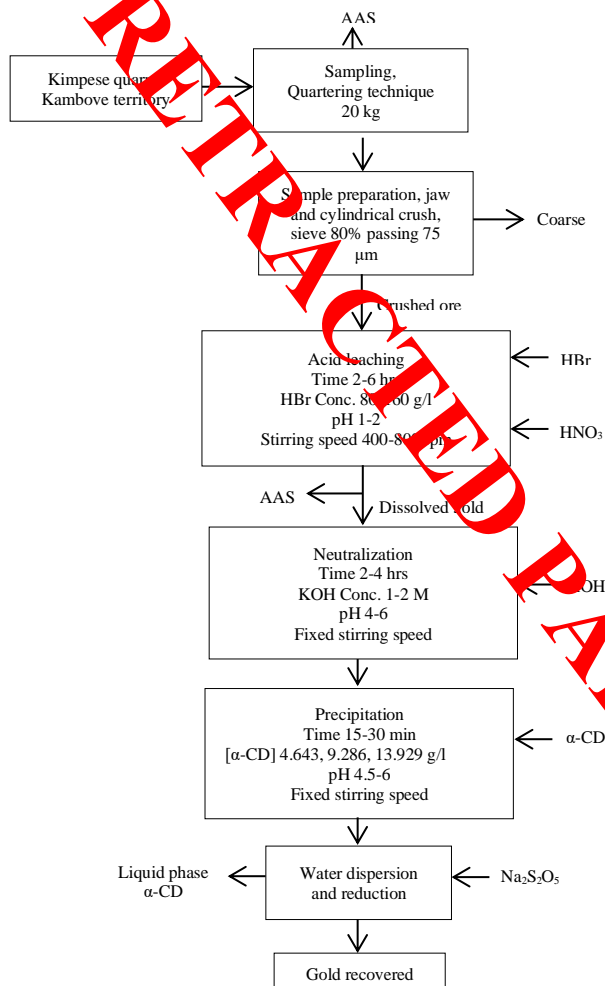 AAS
Kimpese
Kambove territory
Sampling,
Quartering technique
20 kg
Sample preparation, jaw
and cylindrical crush,
sieve 80% passing 75
μm
Coarse
Crushed ore
Acid leaching
Time 2-6 hr
HBr Conc. g/l
pH 1-2
Stirring speed
HBr
HNO₃
AAS
Dissolved
Neutralization
Time 2-4 hrs
KOH Conc. 1-2 M
pH 4-6
Fixed stirring speed
Precipitation
Time 15-30 min
[α-CD] 4.643, 9.286, 13.929 g/l
pH 4.5-6
Fixed stirring speed
α-CD
Liquid phase
α-CD
Water dispersion
and reduction
Na₂S₂O₅
Gold recovered
RETRACTED